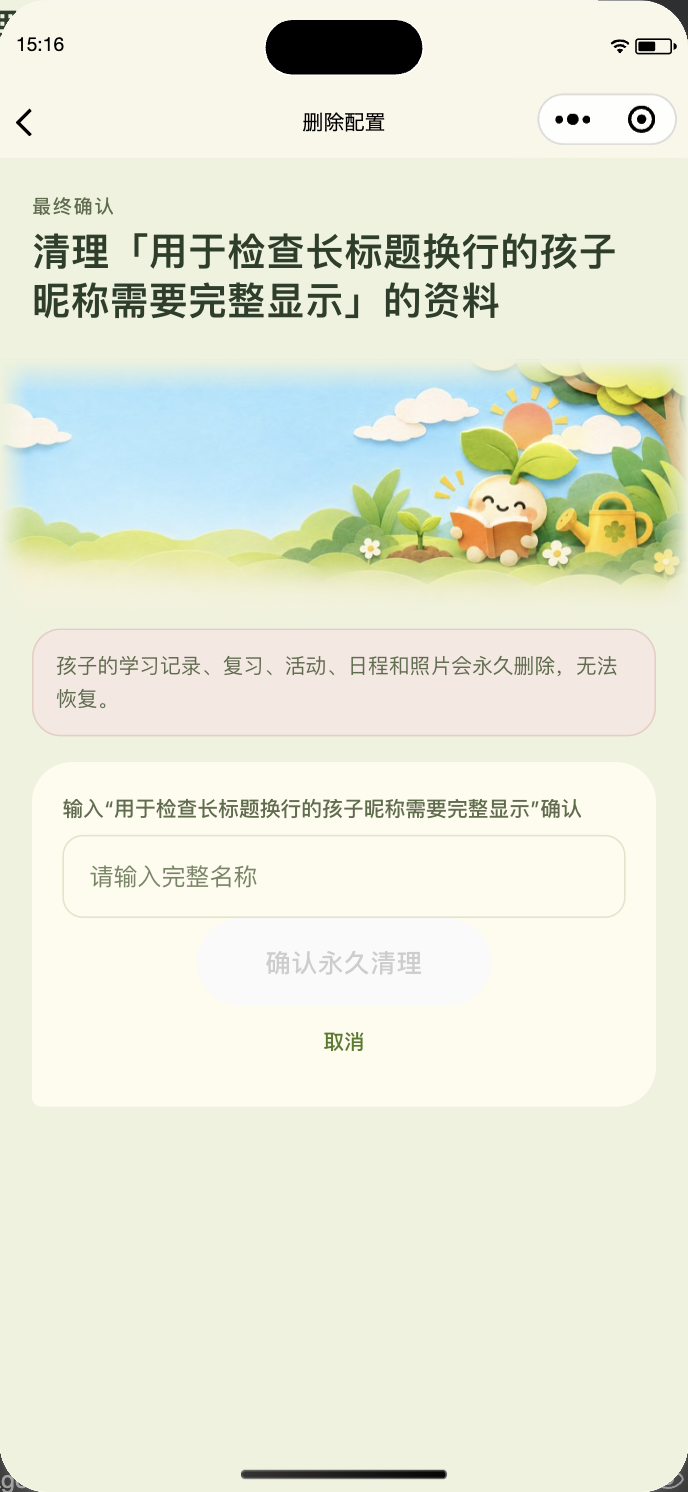 15:16
删除配置
最终确认
清理「用于检查长标题换行的孩子
昵称需要完整显示」的资料
孩子的学习记录、复习、活动、日程和照片会永久删除，无法
恢复。
输入“用于检查长标题换行的孩子昵称需要完整显示”确认
请输入完整名称
确认永久清理
取消